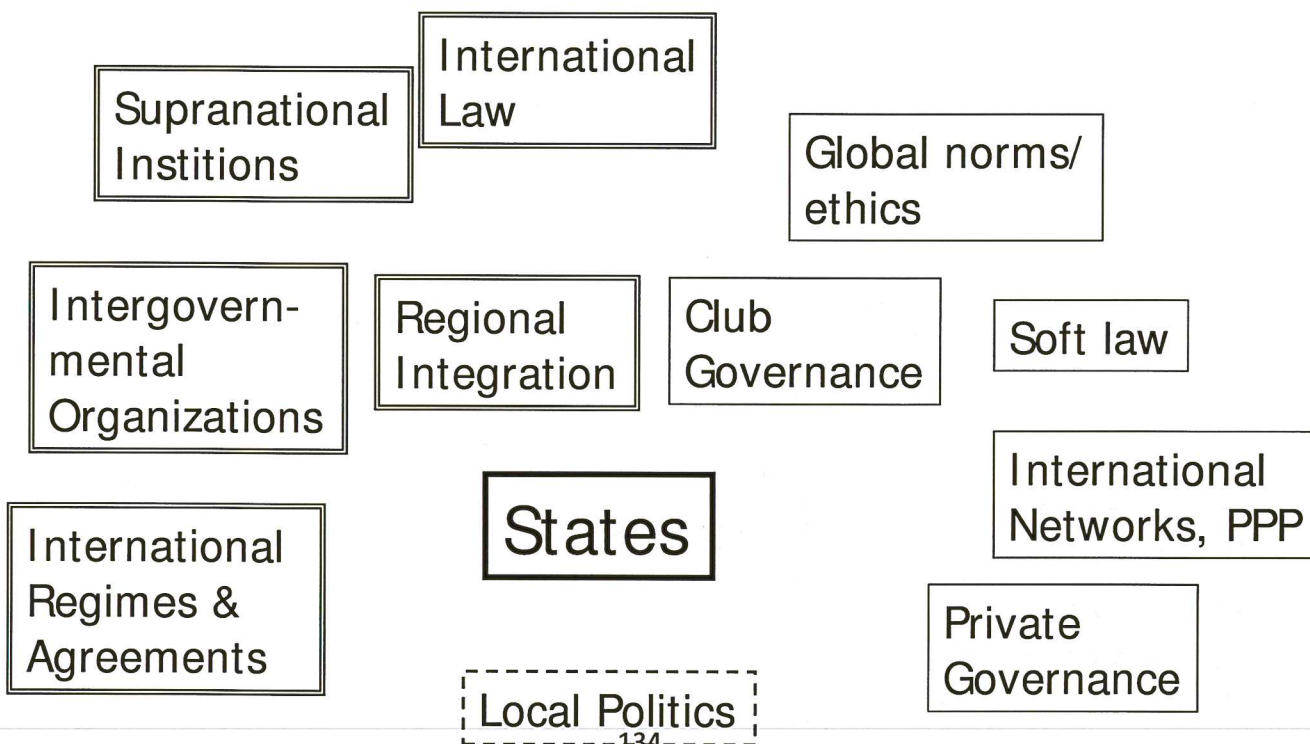 International
Law
Supranational
Institions
Global norms/
ethics
Intergovern-
mental
Organizations
Regional
Integration
Club
Governance
Soft law
International
Networks, PPP
States
International
Regimes &
Agreements
Private
Governance
Local Politics
134